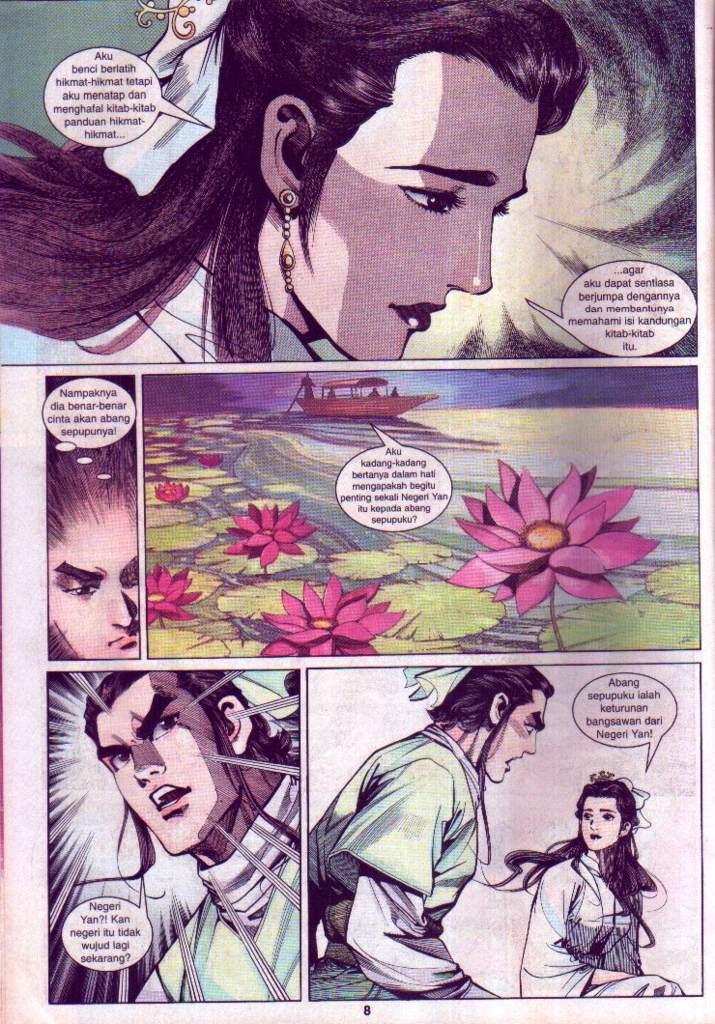 Aku
benci berlatih
hikmat-hikmat tetapi
aku menatap dan
menghafal kitab-kitab
panduan hikmat-
hikmat...
...agar
aku dapat sentiasa
berjumpa dengannya
dan membantunya
memahami isi kandungan
kitab-kitab
itu.
Nampaknya
dia benar-benar
cinta akan abang
sepupunya!
Aku
kadang-kadang
bertanya dalam hati
mengapakah begitu
penting sekali Negeri Yan
itu kepada abang
sepupuku?
Negeri
Yan?! Kan
negeri itu tidak
wujud lagi
sekarang?
Abang
sepupuku ialah
keturunan
bangsawan dari
Negeri Yan!
8